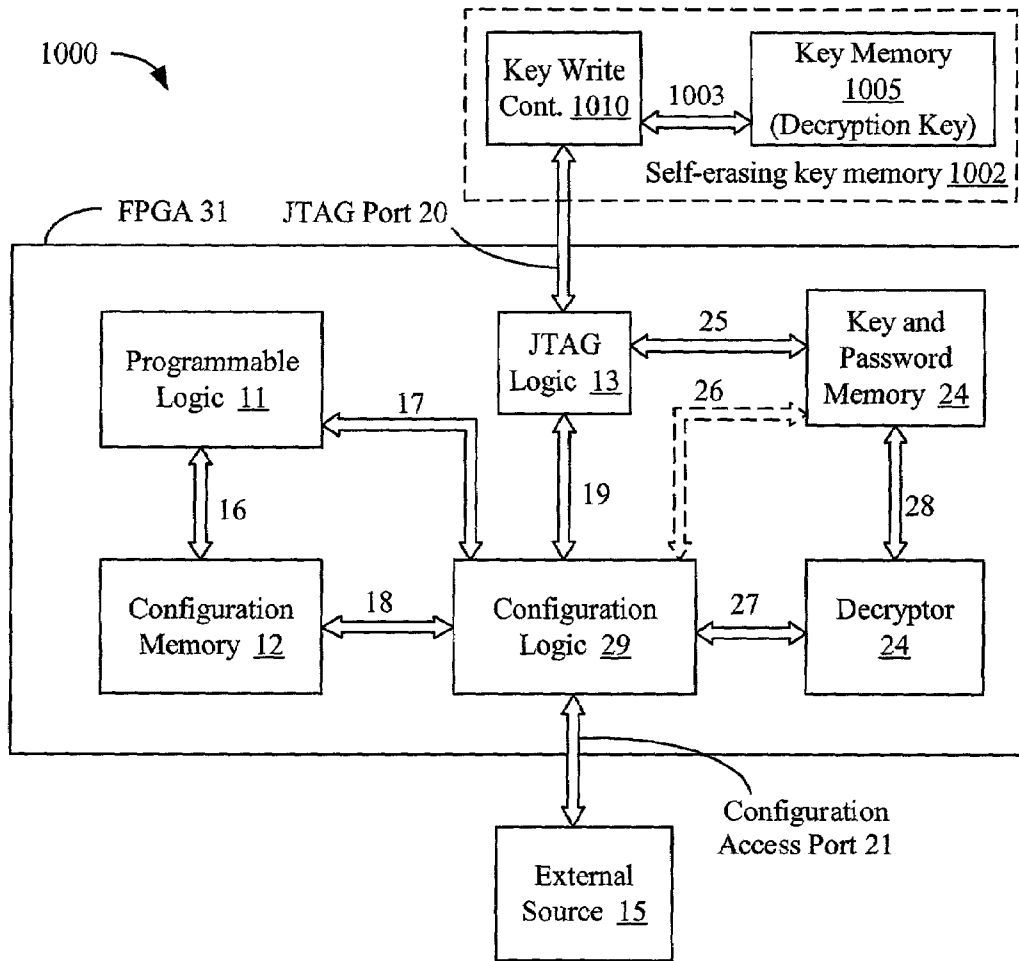 1000
Key Write
Cont. 1010
1003
Key Memory
1005
(Decryption Key)
Self-erasing key memory 1002
FPGA 31
JTAG Port 20
Programmable
Logic 11
17
JTAG
Logic 13
25
26
Key and
Password
Memory 24
16
19
28
Configuration
Memory 12
18
Configuration
Logic 29
27
Decryptor
24
Configuration
Access Port 21
External
Source 15